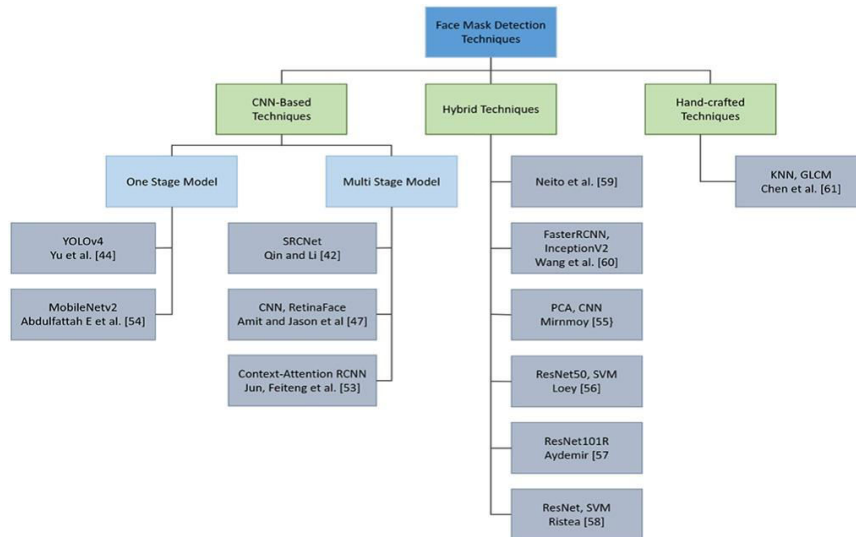 Face Mask Detection
Techniques
CNN-Based
Techniques
Hybrid Techniques
Hand-crafted
Techniques
One Stage Model
Multi Stage Model
YOLOv4
Yu et al. [44]
MobileNetv2
Abdulfattah E et al. [54]
SRCNet
Qin and Li [42]
CNN, RetinaFace
Amit and Jason et al [47]
Context-Attention RCNN
Jun, Feiteng et al. [53]
Neito et al. [59]
FasterRCNN,
InceptionV2
Wang et al. [60]
PCA, CNN
Mirnmoy [55}
ResNet50, SVM
Loey [56]
ResNet101R
Aydemir [57
ResNet, SVM
Ristea [58]
KNN, GLCM
Chen et al. [61]